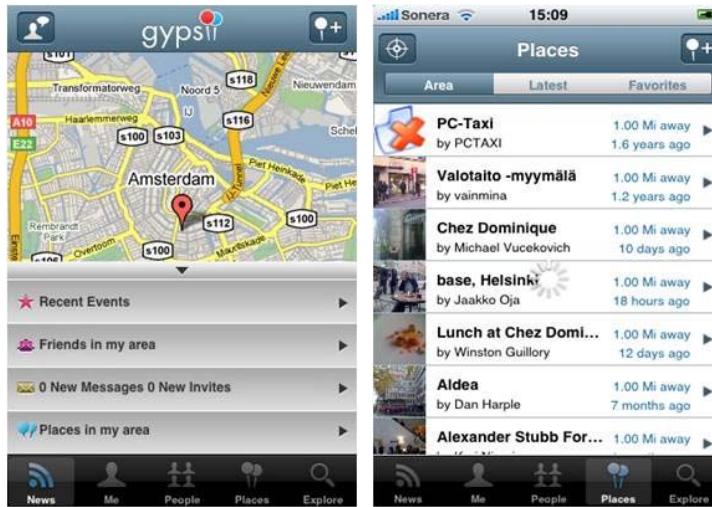 gypsii
s101
Transformatorweg
Noord 5
s118
Nieuwendam
IJ
A10
Haarlemmerweg
s116
E22
s100
s103
Piet Heinkade
Amsterdam
s112
s100
Rembrandt
Park
Overtoom
s100
Mauritskade
s106
Recent Events
Friends in my area
0 New Messages 0 New Invites
Places in my area
News
Me
People
Places
Explore
Sonera
15:09
Places
Area
Latest
Favorites
PC-Taxi
1.00 Mi away
by PCTAXI
1.6 years ago
Valotaito -myymälä
1.00 Mi away
by vainmina
1.2 years ago
Chez Dominique
1.00 Mi away
by Michael Vucekovich
10 days ago
base, Helsinki
1.00 Mi away
by Jaakko Oja
18 hours ago
Lunch at Chez Domi...
1.00 Mi away
by Winston Guillory
12 days ago
Aldea
1.00 Mi away
by Dan Harple
7 months ago
Alexander Stubb For...
1.00 Mi away
News
Me
People
Places
Explore